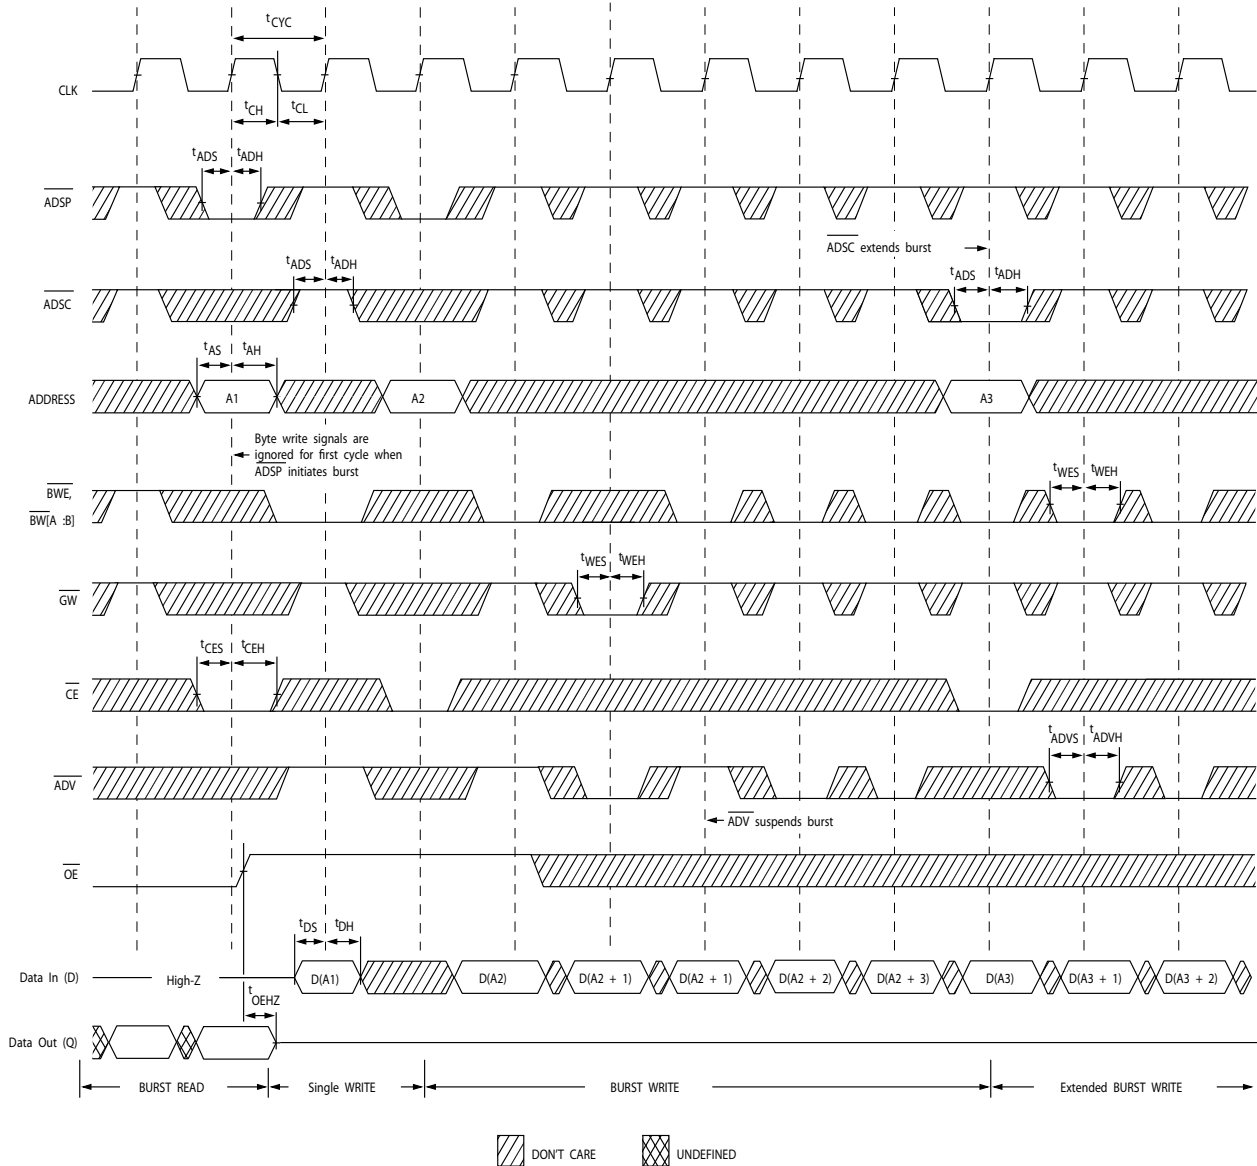 tCYC
CLK
tCH
tCL
tADS
tADH
ADSP
ADSC extends burst
tADS
tADH
tADS
tADH
ADSC
tAS
tAH
ADDRESS
A1
A2
A3
Byte write signals are
ignored for first cycle when
ADSP initiates burst
tWES
tWEH
BWE,
BW[A :B]
tWES
tWEH
GW
tCES
tCEH
CE
tADVS
tADVH
ADV
ADV suspends burst
OE
tDS
tDH
Data In (D)
High-Z
D(A1)
D(A2)
D(A2 + 1)
D(A2 + 1)
D(A2 + 2)
D(A2 + 3)
D(A3)
D(A3 + 1)
D(A3 + 2)
tOEHZ
Data Out (Q)
BURST READ
Single WRITE
BURST WRITE
Extended BURST WRITE
DON'T CARE
UNDEFINED